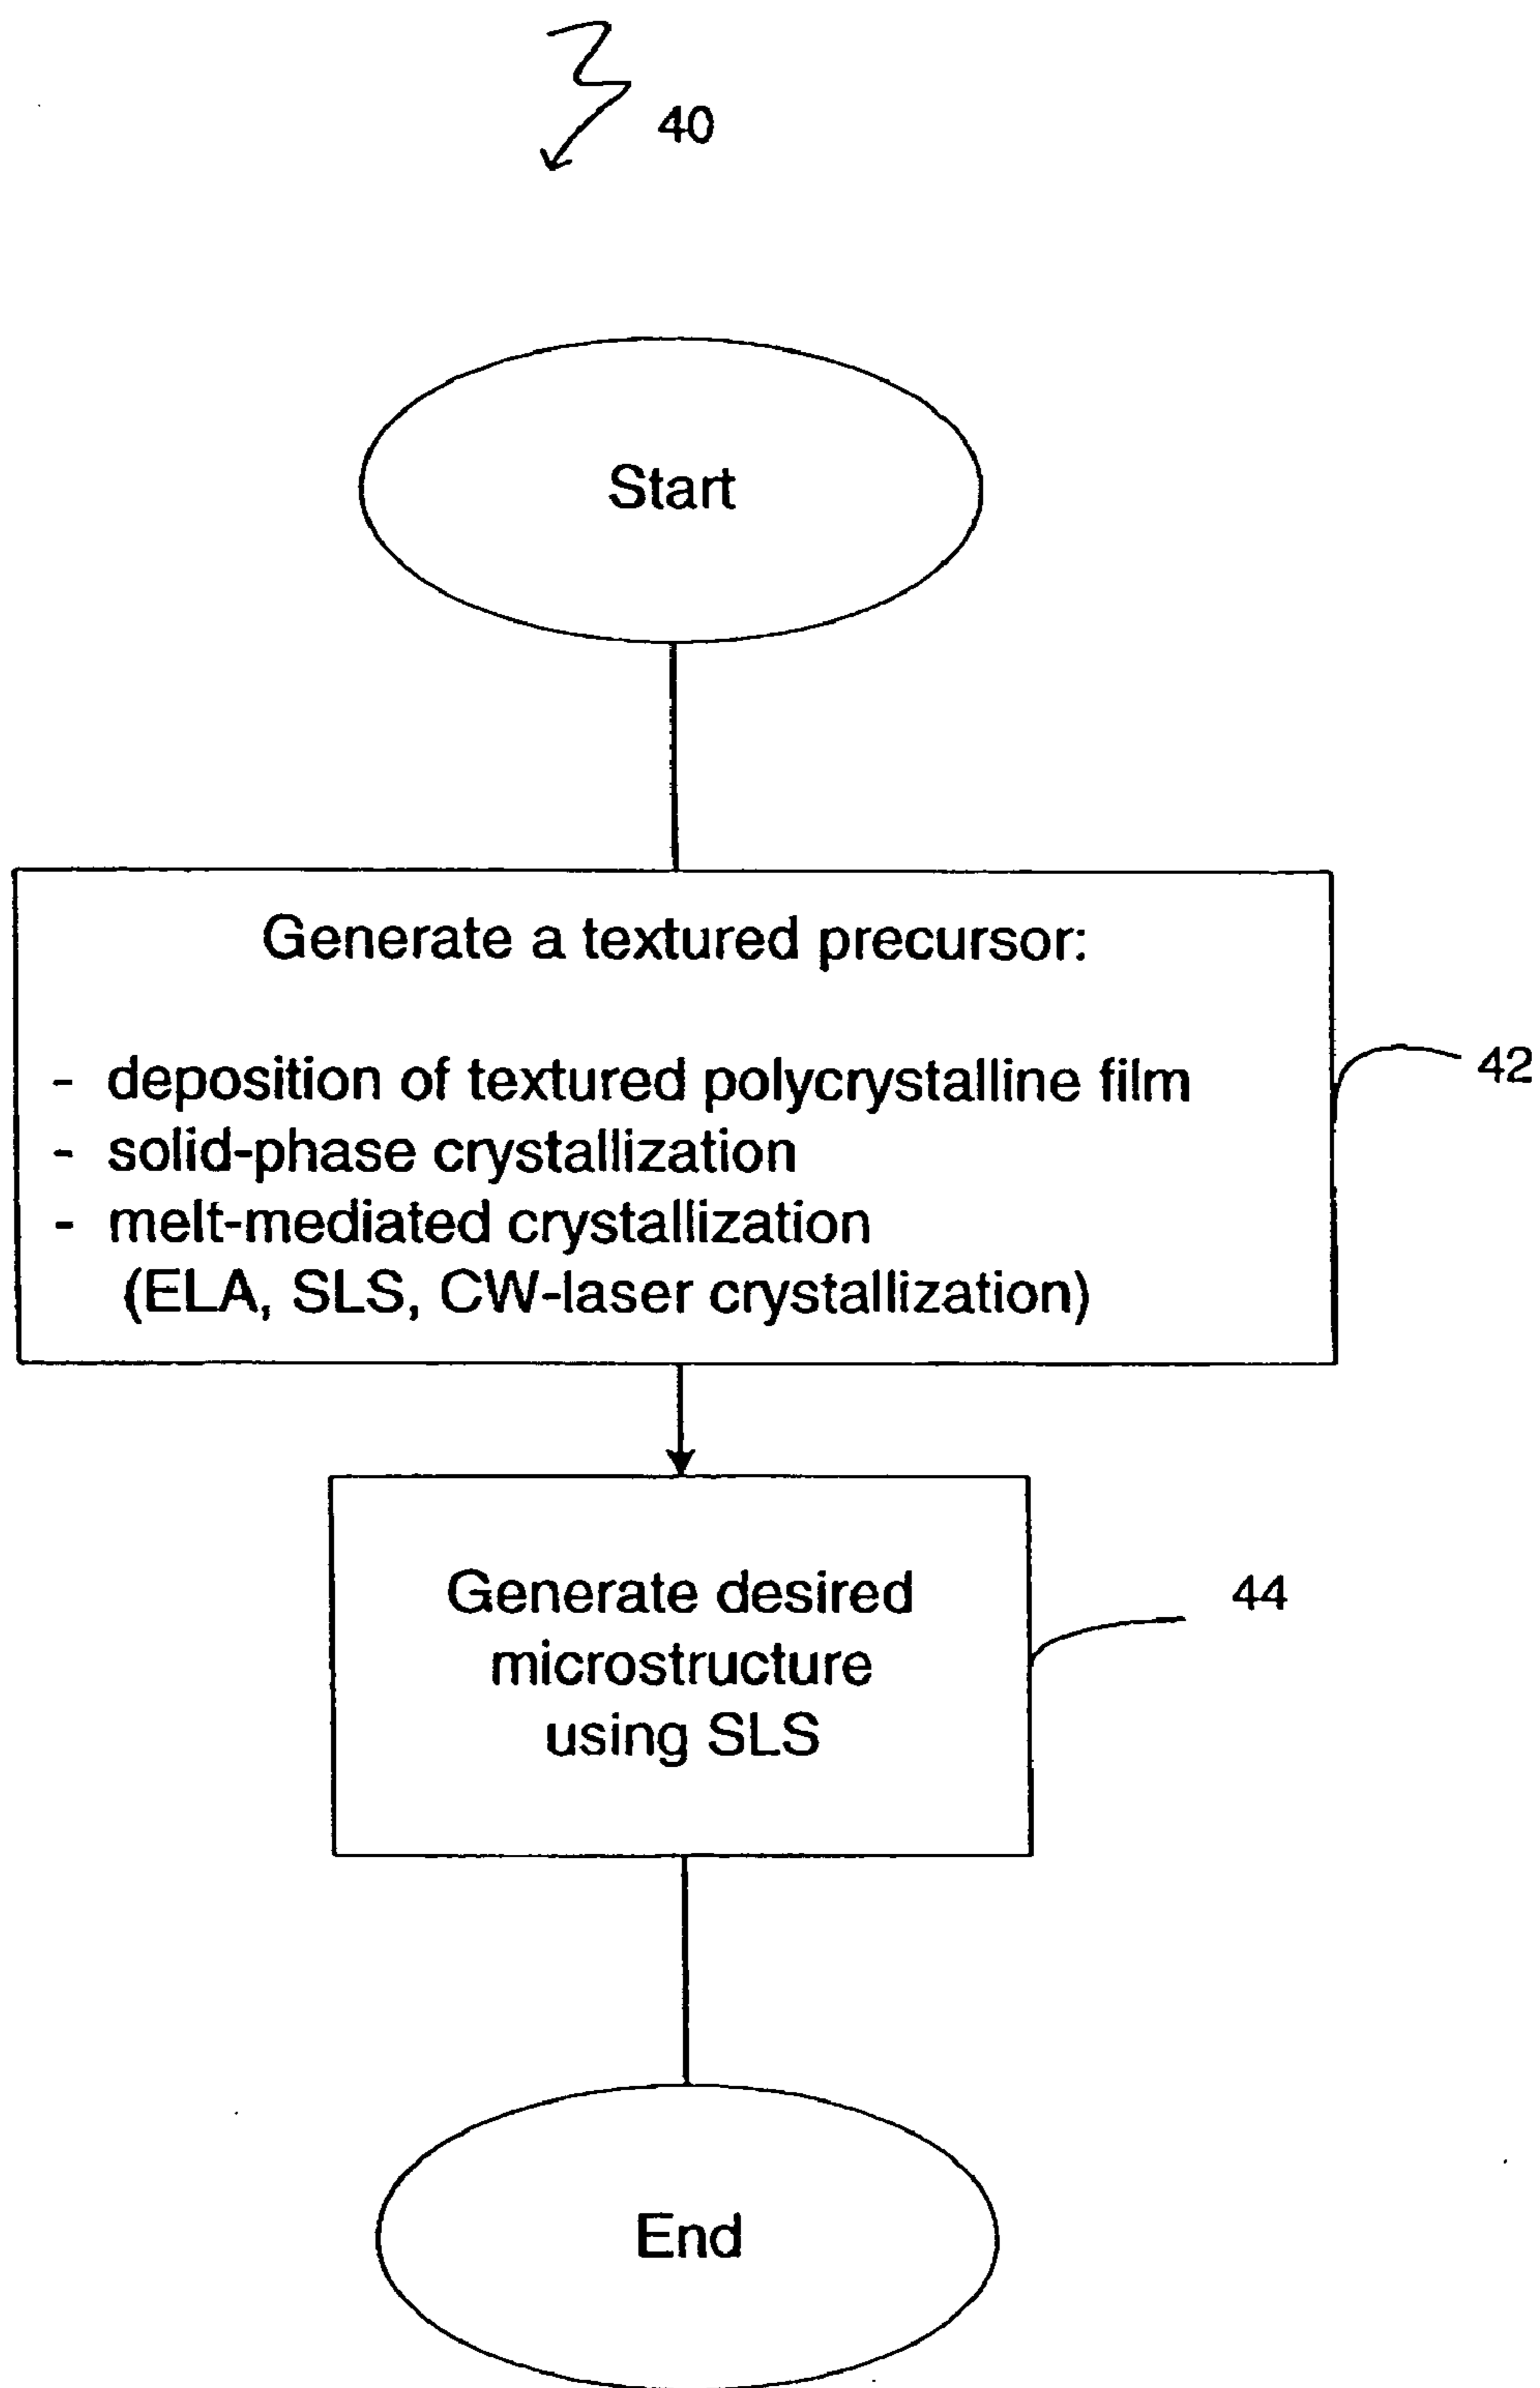 40
Start
Generate a textured precursor:
- deposition of textured polycrystalline film
- solid-phase crystallization
- melt-mediated crystallization
(ELA, SLS, CW-laser crystallization)
42
Generate desired
microstructure
using SLS
44
End